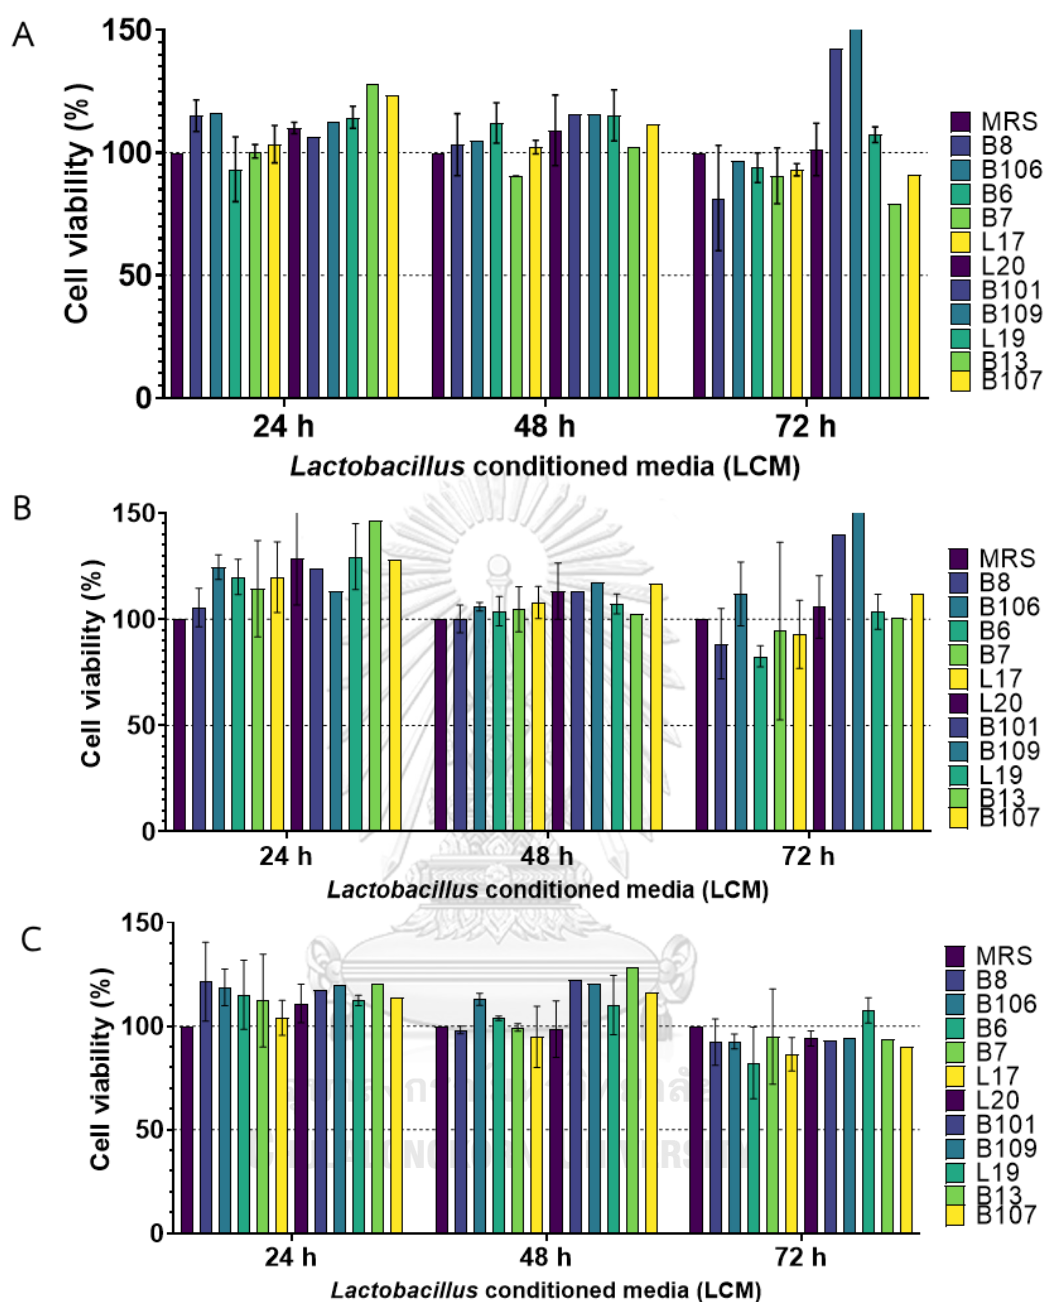 A
Cell viability (%)
150
100
50
0
24 h
48 h
72 h
Lactobacillus conditioned media (LCM)
MRS
B8
B106
B6
B7
L17
L20
B101
B109
L19
B13
B107
B
Cell viability (%)
150
100
50
0
24 h
48 h
72 h
Lactobacillus conditioned media (LCM)
MRS
B8
B106
B6
B7
L17
L20
B101
B109
L19
B13
B107
C
Cell viability (%)
150
100
50
0
24 h
48 h
72 h
Lactobacillus conditioned media (LCM)
MRS
B8
B106
B6
B7
L17
L20
B101
B109
L19
B13
B107